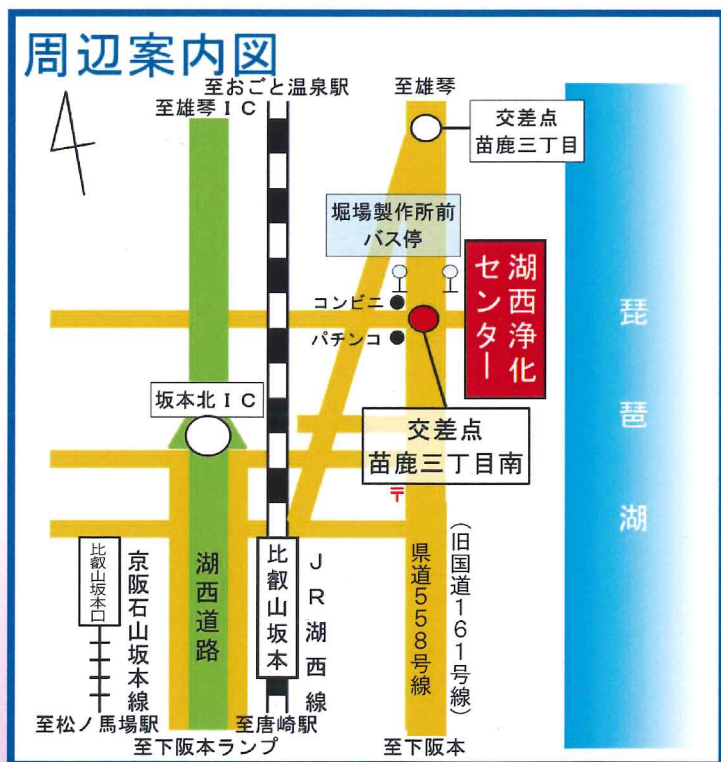 周辺案内図
至おごと温泉駅
至雄琴
至雄琴IC
交差点
苗鹿三丁目
堀場製作所前
バス停
湖西浄化
センター
コンビニ
パチンコ
琵琶湖
坂本北IC
交差点
苗鹿三丁目南
〒
比叡山坂本口
京阪石山坂本線
湖西道路
比叡山坂本
JR湖西線
県道558号線
(旧国道161号線)
至松ノ馬場駅
至唐崎駅
至下阪本ランプ
至下阪本